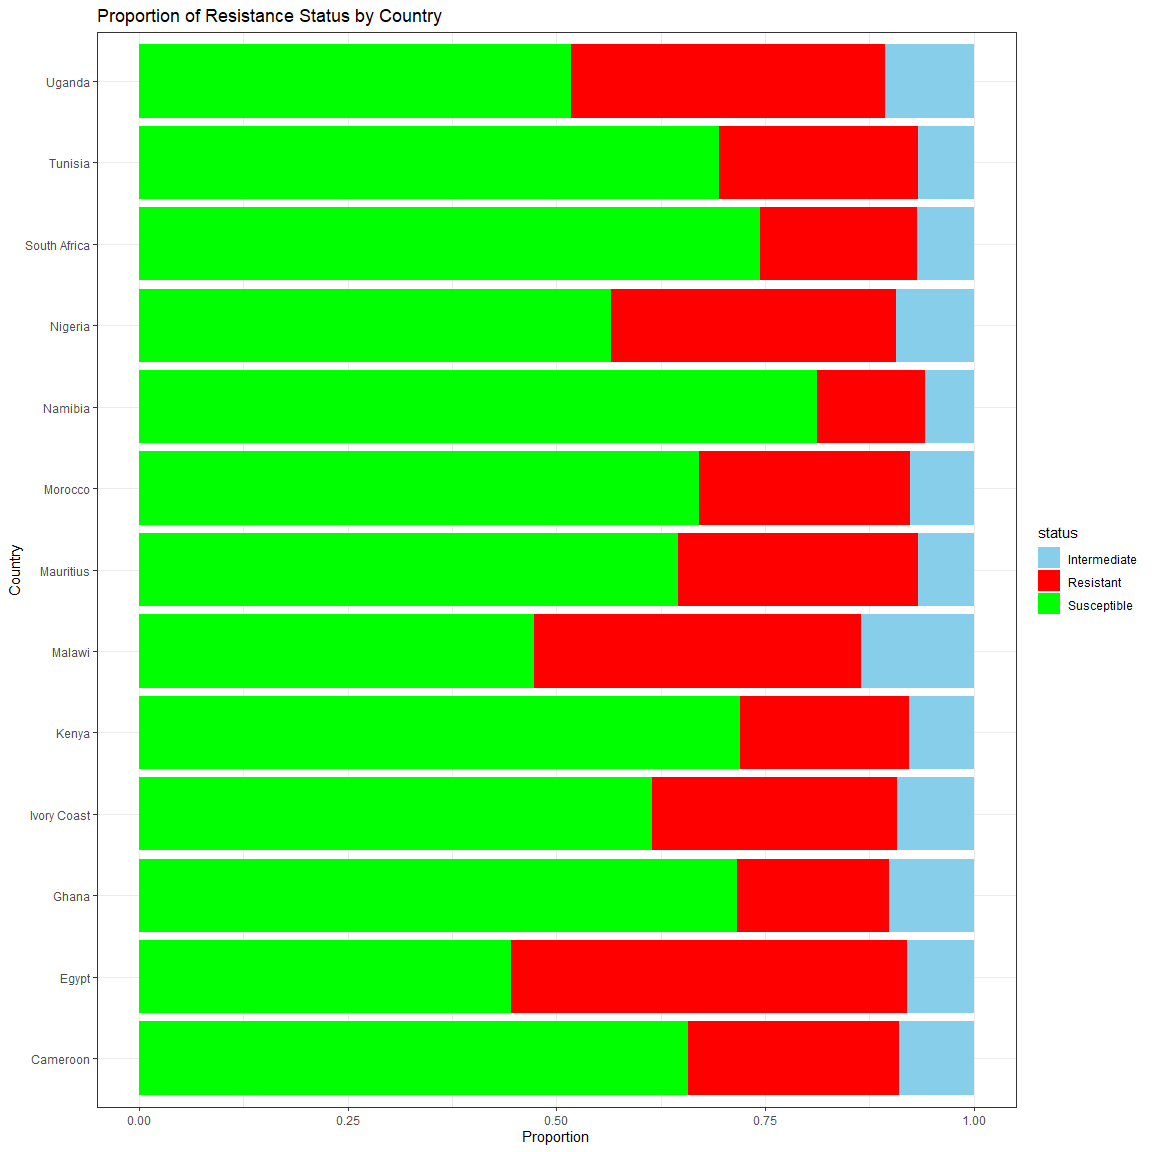 Proportion of Resistance Status by Country
Country
Uganda
Tunisia
South Africa
Nigeria
Namibia
Morocco
Mauritius
Malawi
Kenya
Ivory Coast
Ghana
Egypt
Cameroon
0.00 0.25 0.50 0.75 1.00
Proportion
status
Intermediate
Resistant
Susceptible